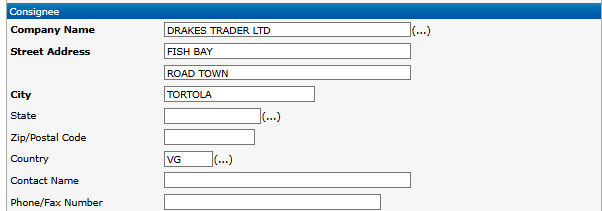 Consignee
Company Name DRAKES TRADER LTD (...)
Street Address FISH BAY
ROAD TOWN
City TORTOLA
State (...)
Zip/Postal Code
Country VG (...)
Contact Name
Phone/Fax Number